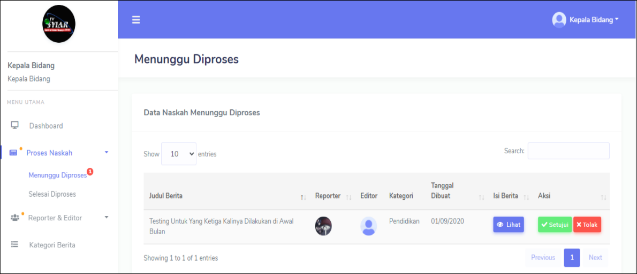 SYIAR
Kepala Bidang
Kepala Bidang
Kepala Bidang
MENU UTAMA
Dashboard
Proses Naskah
Menunggu Diproses 1
Selesai Diproses
Reporter & Editor
Kategori Berita
Menunggu Diproses
Data Naskah Menunggu Diproses
Show 10 entries Search:
Judul Berita Reporter Editor Kategori Tanggal Dibuat Isi Berita Aksi
Testing Untuk Yang Ketiga Kalinya Dilakukan di Awal
Bulan
Pendidikan 01/09/2020 Lihat Setujui Tolak
Showing 1 to 1 of 1 entries Previous 1 Next